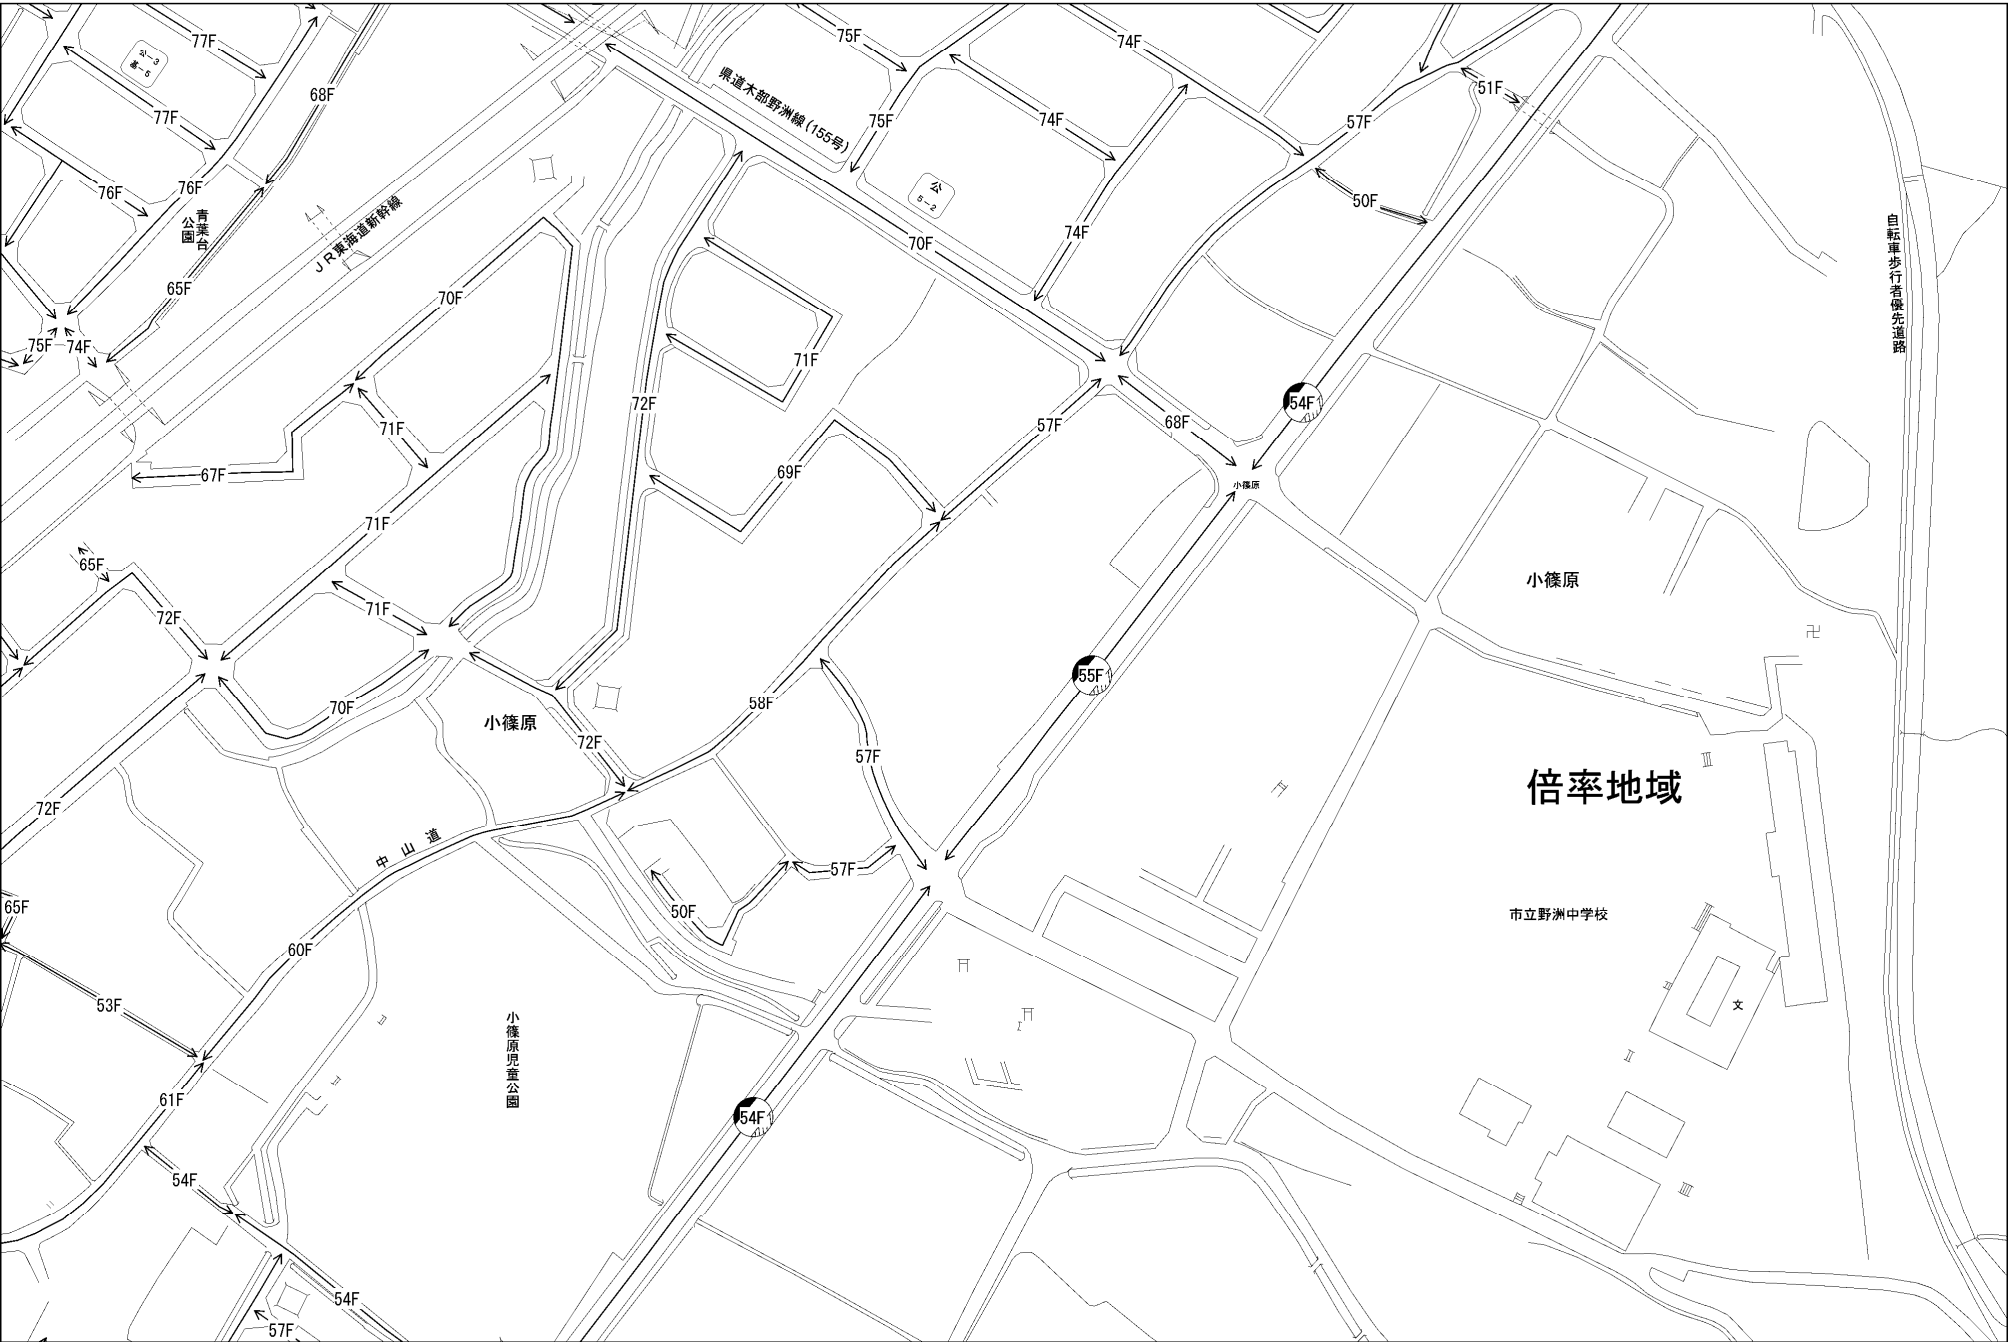 77F
公-3
基-5
75F
74F
68F
県道木部野洲線(155号)
51F
77F
75F
74F
57F
76F
76F
公
5-2
50F
青葉台
公園
JR東海道新幹線
74F
70F
自転車歩行者優先道路
65F
70F
75F
74F
71F
72F
54F
71F
68F
57F
67F
69F
小篠原
71F
65F
小篠原
71F
72F
55F
70F
58F
小篠原
72F
57F
倍率地域
72F
中山道
57F
65F
50F
市立野洲中学校
60F
53F
文
小篠原児童公園
61F
54F
54F
54F
57F